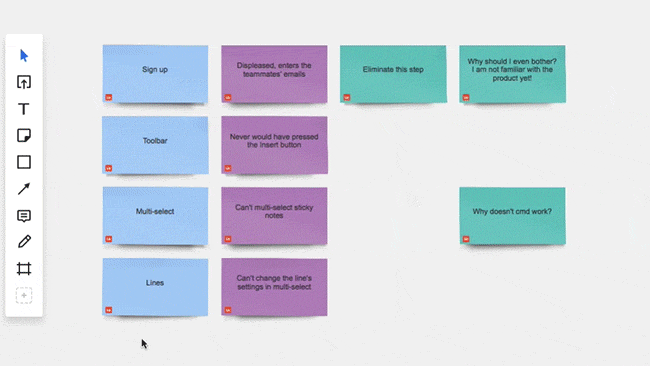 Sign up
Displeased, enters the
teammates' emails
Eliminate this step
Why should I even bother?
I am not familiar with the
product yet!
Toolbar
Never would have pressed
the Insert button
Multi-select
Can't multi-select sticky
notes
Why doesn't cmd work?
Lines
Can't change the line's
settings in multi-select